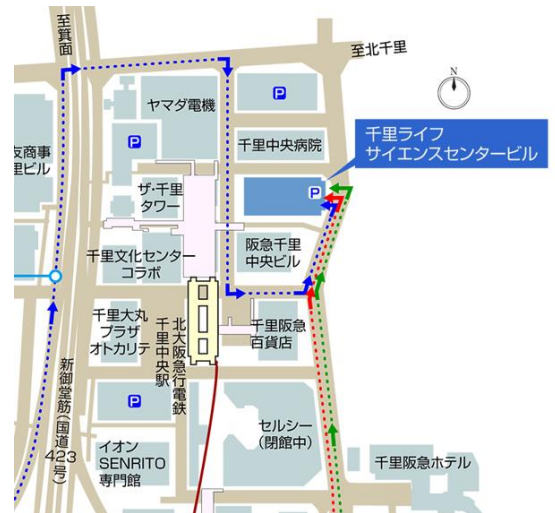 至箕面
至北千里
N
ヤマダ電機
P
P
千里中央病院
千里ライフ
サイエンスセンタービル
友商事
里ビル
P
ザ・千里
タワー
阪急千里
中央ビル
千里文化センター
コラボ
千里大丸
プラザ
オトカリテ
北大阪急行電鉄
千里中央駅
千里阪急
百貨店
新御堂筋(国道
423号)
P
セルシー
(閉館中)
イオン
SENRITO
専門館
千里阪急ホテル